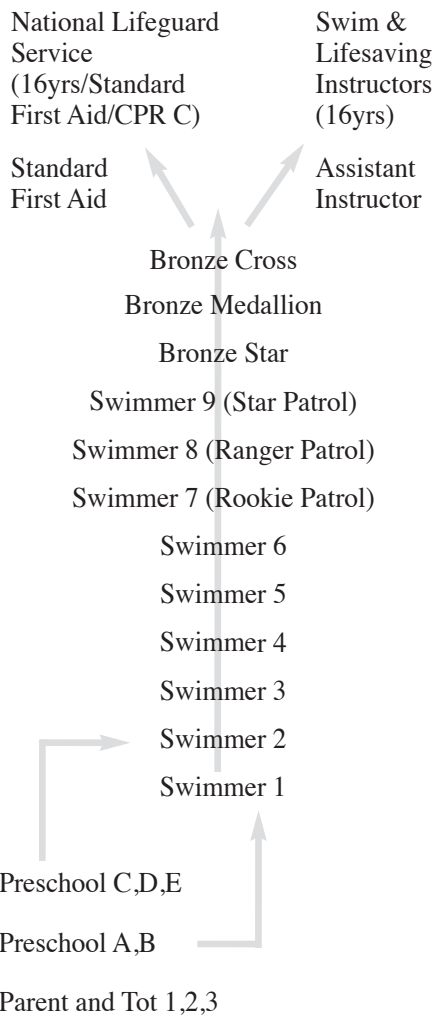 National Lifeguard
Service
(16yrs/Standard
First Aid/CPR C)
Swim &
Lifesaving
Instructors
(16yrs)
Standard
First Aid
Assistant
Instructor
Bronze Cross
Bronze Medallion
Bronze Star
Swimmer 9 (Star Patrol)
Swimmer 8 (Ranger Patrol)
Swimmer 7 (Rookie Patrol)
Swimmer 6
Swimmer 5
Swimmer 4
Swimmer 3
Swimmer 2
Swimmer 1
Preschool C,D,E
Preschool A,B
Parent and Tot 1,2,3